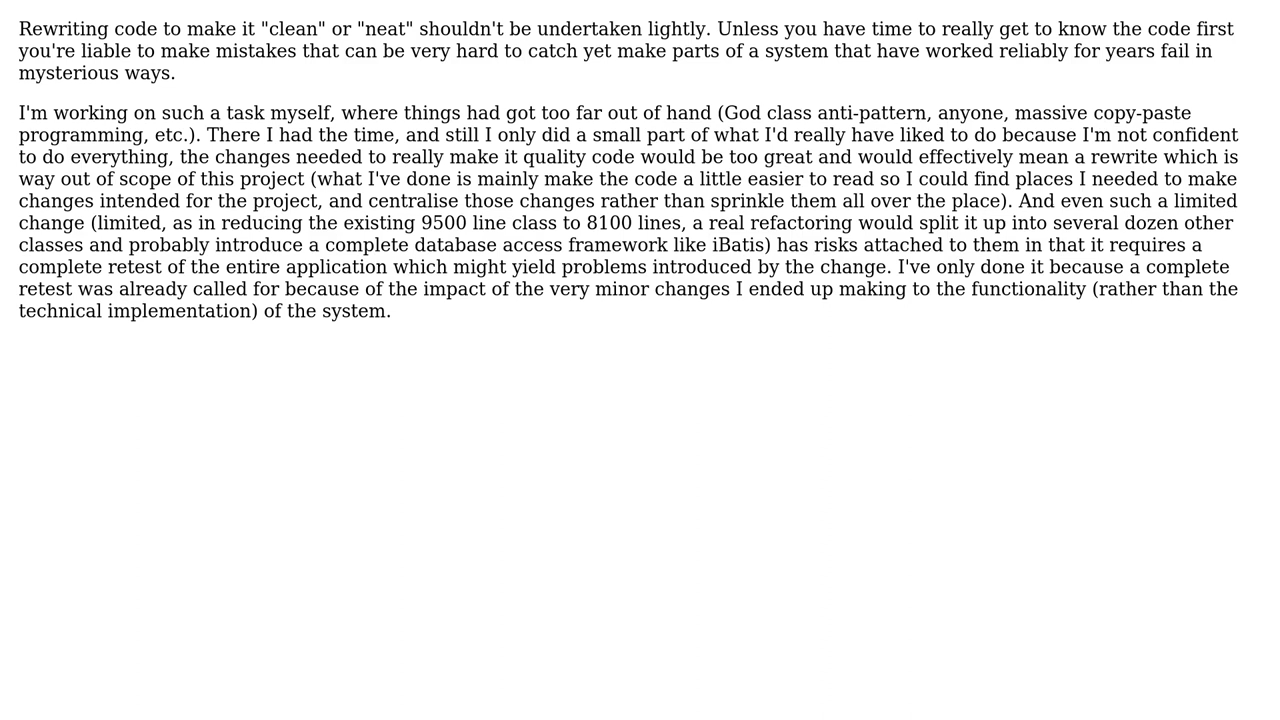 Rewriting code to make it "clean" or "neat" shouldn't be undertaken lightly. Unless you have time to really get to know the code first
you're liable to make mistakes that can be very hard to catch yet make parts of a system that have worked reliably for years fail in
mysterious ways.
I'm working on such a task myself, where things had got too far out of hand (God class anti-pattern, anyone, massive copy-paste
programming, etc.). There I had the time, and still I only did a small part of what I'd really have liked to do because I'm not confident
to do everything, the changes needed to really make it quality code would be too great and would effectively mean a rewrite which is
way out of scope of this project (what I've done is mainly make the code a little easier to read so I could find places I needed to make
changes intended for the project, and centralise those changes rather than sprinkle them all over the place). And even such a limited
change (limited, as in reducing the existing 9500 line class to 8100 lines, a real refactoring would split it up into several dozen other
classes and probably introduce a complete database access framework like iBatis) has risks attached to them in that it requires a
complete retest of the entire application which might yield problems introduced by the change. I've only done it because a complete
retest was already called for because of the impact of the very minor changes I ended up making to the functionality (rather than the
technical implementation) of the system.